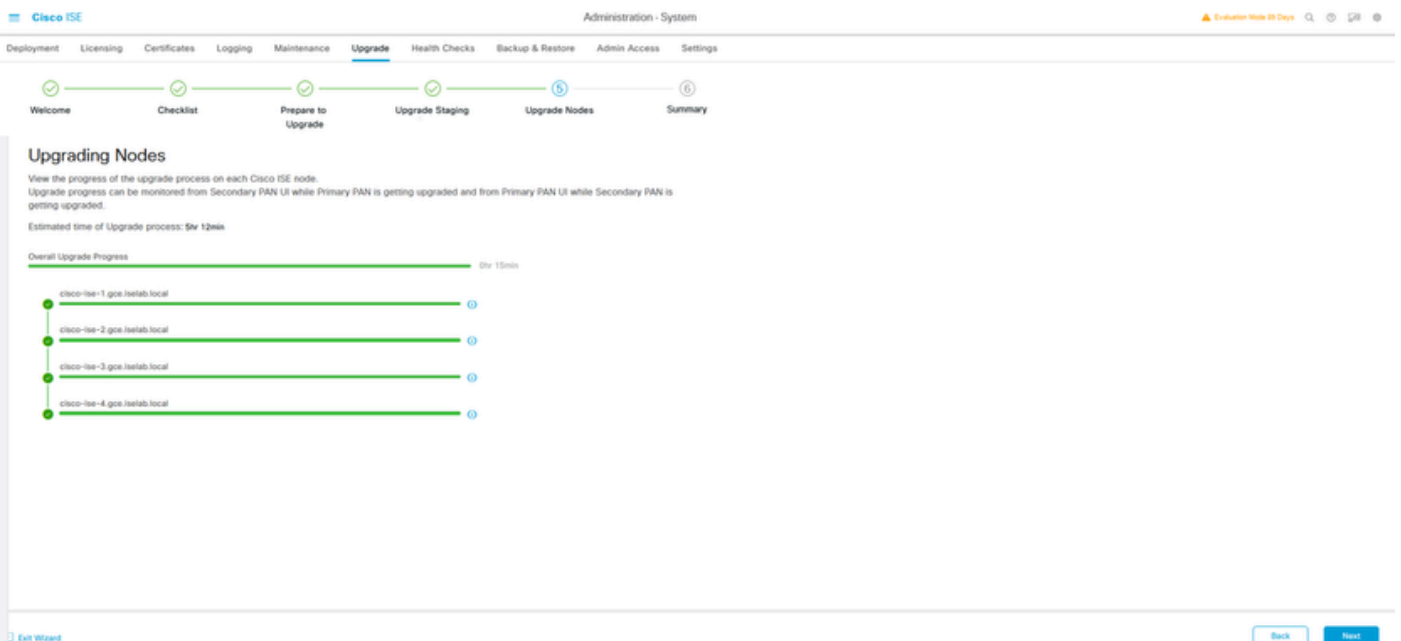 Cisco ISE
Administration - System
Evaluation Mode 89 Days
Deployment Licensing Certificates Logging Maintenance Upgrade Health Checks Backup & Restore Admin Access Settings
5 6
Welcome Checklist Prepare to Upgrade Staging Upgrade Nodes Summary
Upgrade
Upgrading Nodes
View the progress of the upgrade process on each Cisco ISE node.
Upgrade progress can be monitored from Secondary PAN UI while Primary PAN is getting upgraded and from Primary PAN UI while Secondary PAN is
getting upgraded.
Estimated time of Upgrade process: 5hr 12min
Overall Upgrade Progress
0hr 15min
cisco-ise-1.gce.iselab.local
cisco-ise-2.gce.iselab.local
cisco-ise-3.gce.iselab.local
cisco-ise-4.gce.iselab.local
Exit Wizard
Back
Next